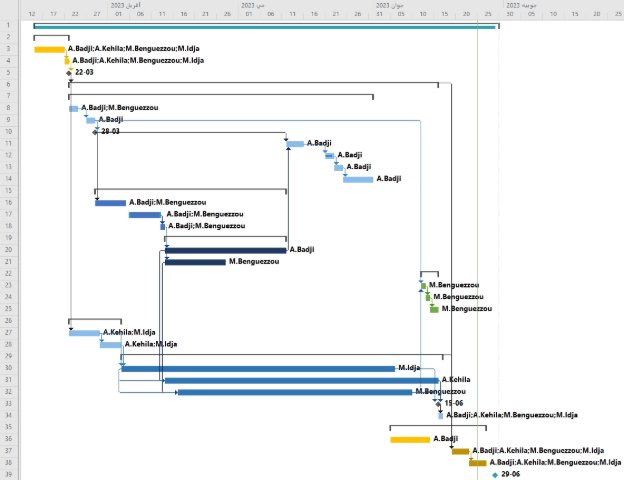 أفريل 2023 مي 2023 جوان 2023 جوييه 2023
12 22 27 01 06 11 16 21 26 01 06 11 16 21 26 31 05 10 15 20 25 30 05 10 15 20 25
1
2
3 A.Badji;A.Kehila;M.Benguezzou;M.Idja
4 A.Badji;A.Kehila;M.Benguezzou;M.Idja
5 22-03
6
7
8 A.Badji;M.Benguezzou
9 A.Badji
10 28-03
11 A.Badji
12 A.Badji
13 A.Badji
14 A.Badji
15
16 A.Badji;M.Benguezzou
17 A.Badji;M.Benguezzou
18 A.Badji;M.Benguezzou
19
20 A.Badji
21 M.Benguezzou
22
23 M.Benguezzou
24 M.Benguezzou
25 M.Benguezzou
26
27 A.Kehila;M.Idja
28 A.Kehila;M.Idja
29
30 M.Idja
31 A.Kehila
32 M.Benguezzou
33 15-06
34 A.Badji;A.Kehila;M.Benguezzou;M.Idja
35
36 A.Badji
37 A.Badji;A.Kehila;M.Benguezzou;M.Idja
38 A.Badji;A.Kehila;M.Benguezzou;M.Idja
39 29-06